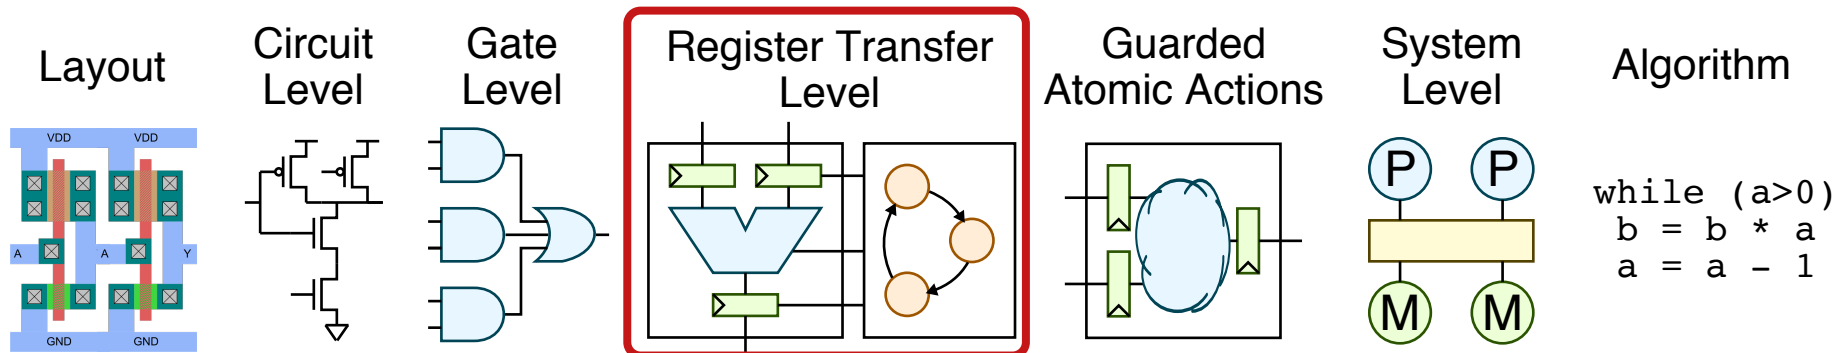 Layout
VDD VDD
A A Y
GND GND
Circuit
Level
Gate
Level
Register Transfer
Level
Guarded
Atomic Actions
System
Level
P P
M M
Algorithm
while (a>0)
b = b * a
a = a - 1